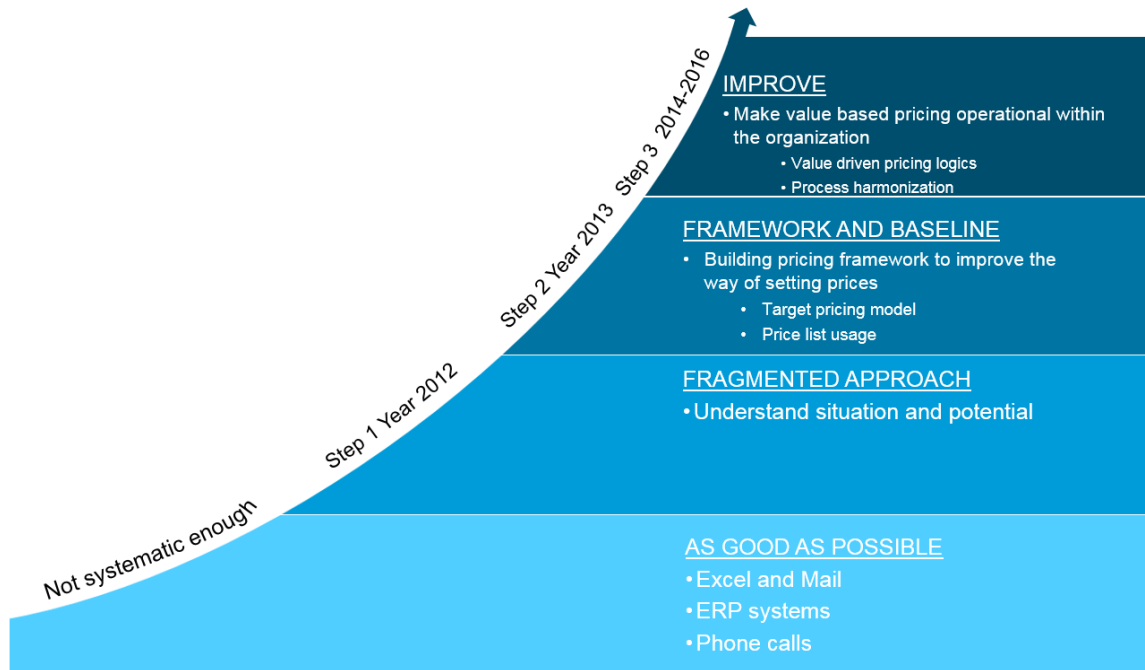 IMPROVE
• Make value based pricing operational within
the organization
• Value driven pricing logics
• Process harmonization
Step 3 2014-2016
FRAMEWORK AND BASELINE
• Building pricing framework to improve the
way of setting prices
• Target pricing model
• Price list usage
Step 2 Year 2013
FRAGMENTED APPROACH
• Understand situation and potential
Step 1 Year 2012
AS GOOD AS POSSIBLE
• Excel and Mail
• ERP systems
• Phone calls
Not systematic enough